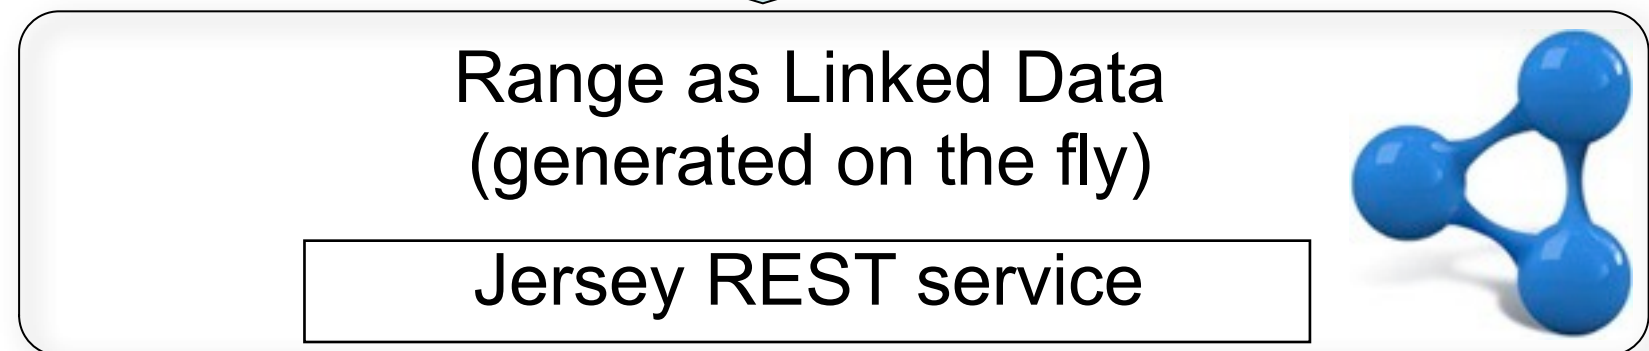 Range as Linked Data
(generated on the fly)
Jersey REST service